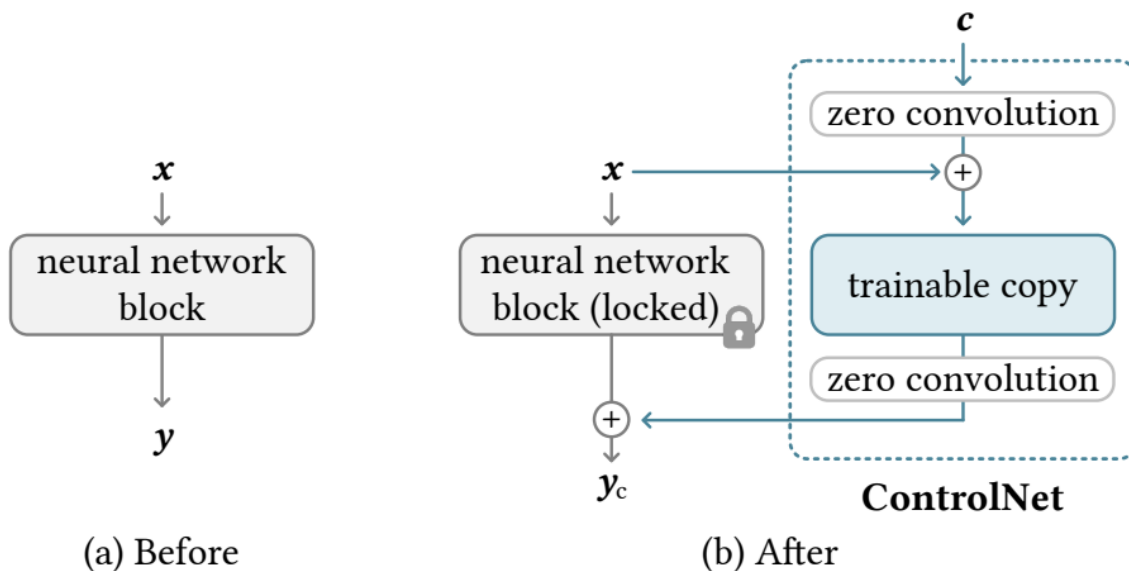 x
neural network
block
y
(a) Before
x
neural network
block (locked)
+
yc
c
zero convolution
+
trainable copy
zero convolution
ControlNet
(b) After